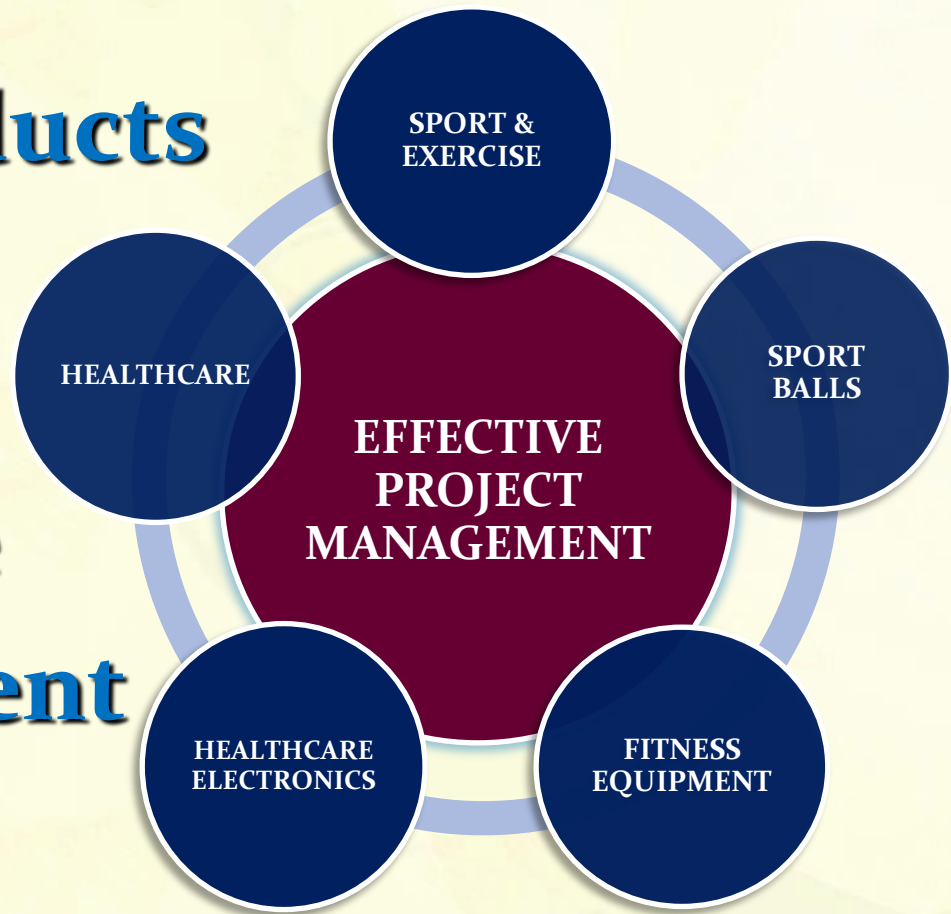 ducts
SPORT &
EXERCISE
HEALTHCARE
SPORT
BALLS
EFFECTIVE
PROJECT
MANAGEMENT
ent
HEALTHCARE
ELECTRONICS
FITNESS
EQUIPMENT